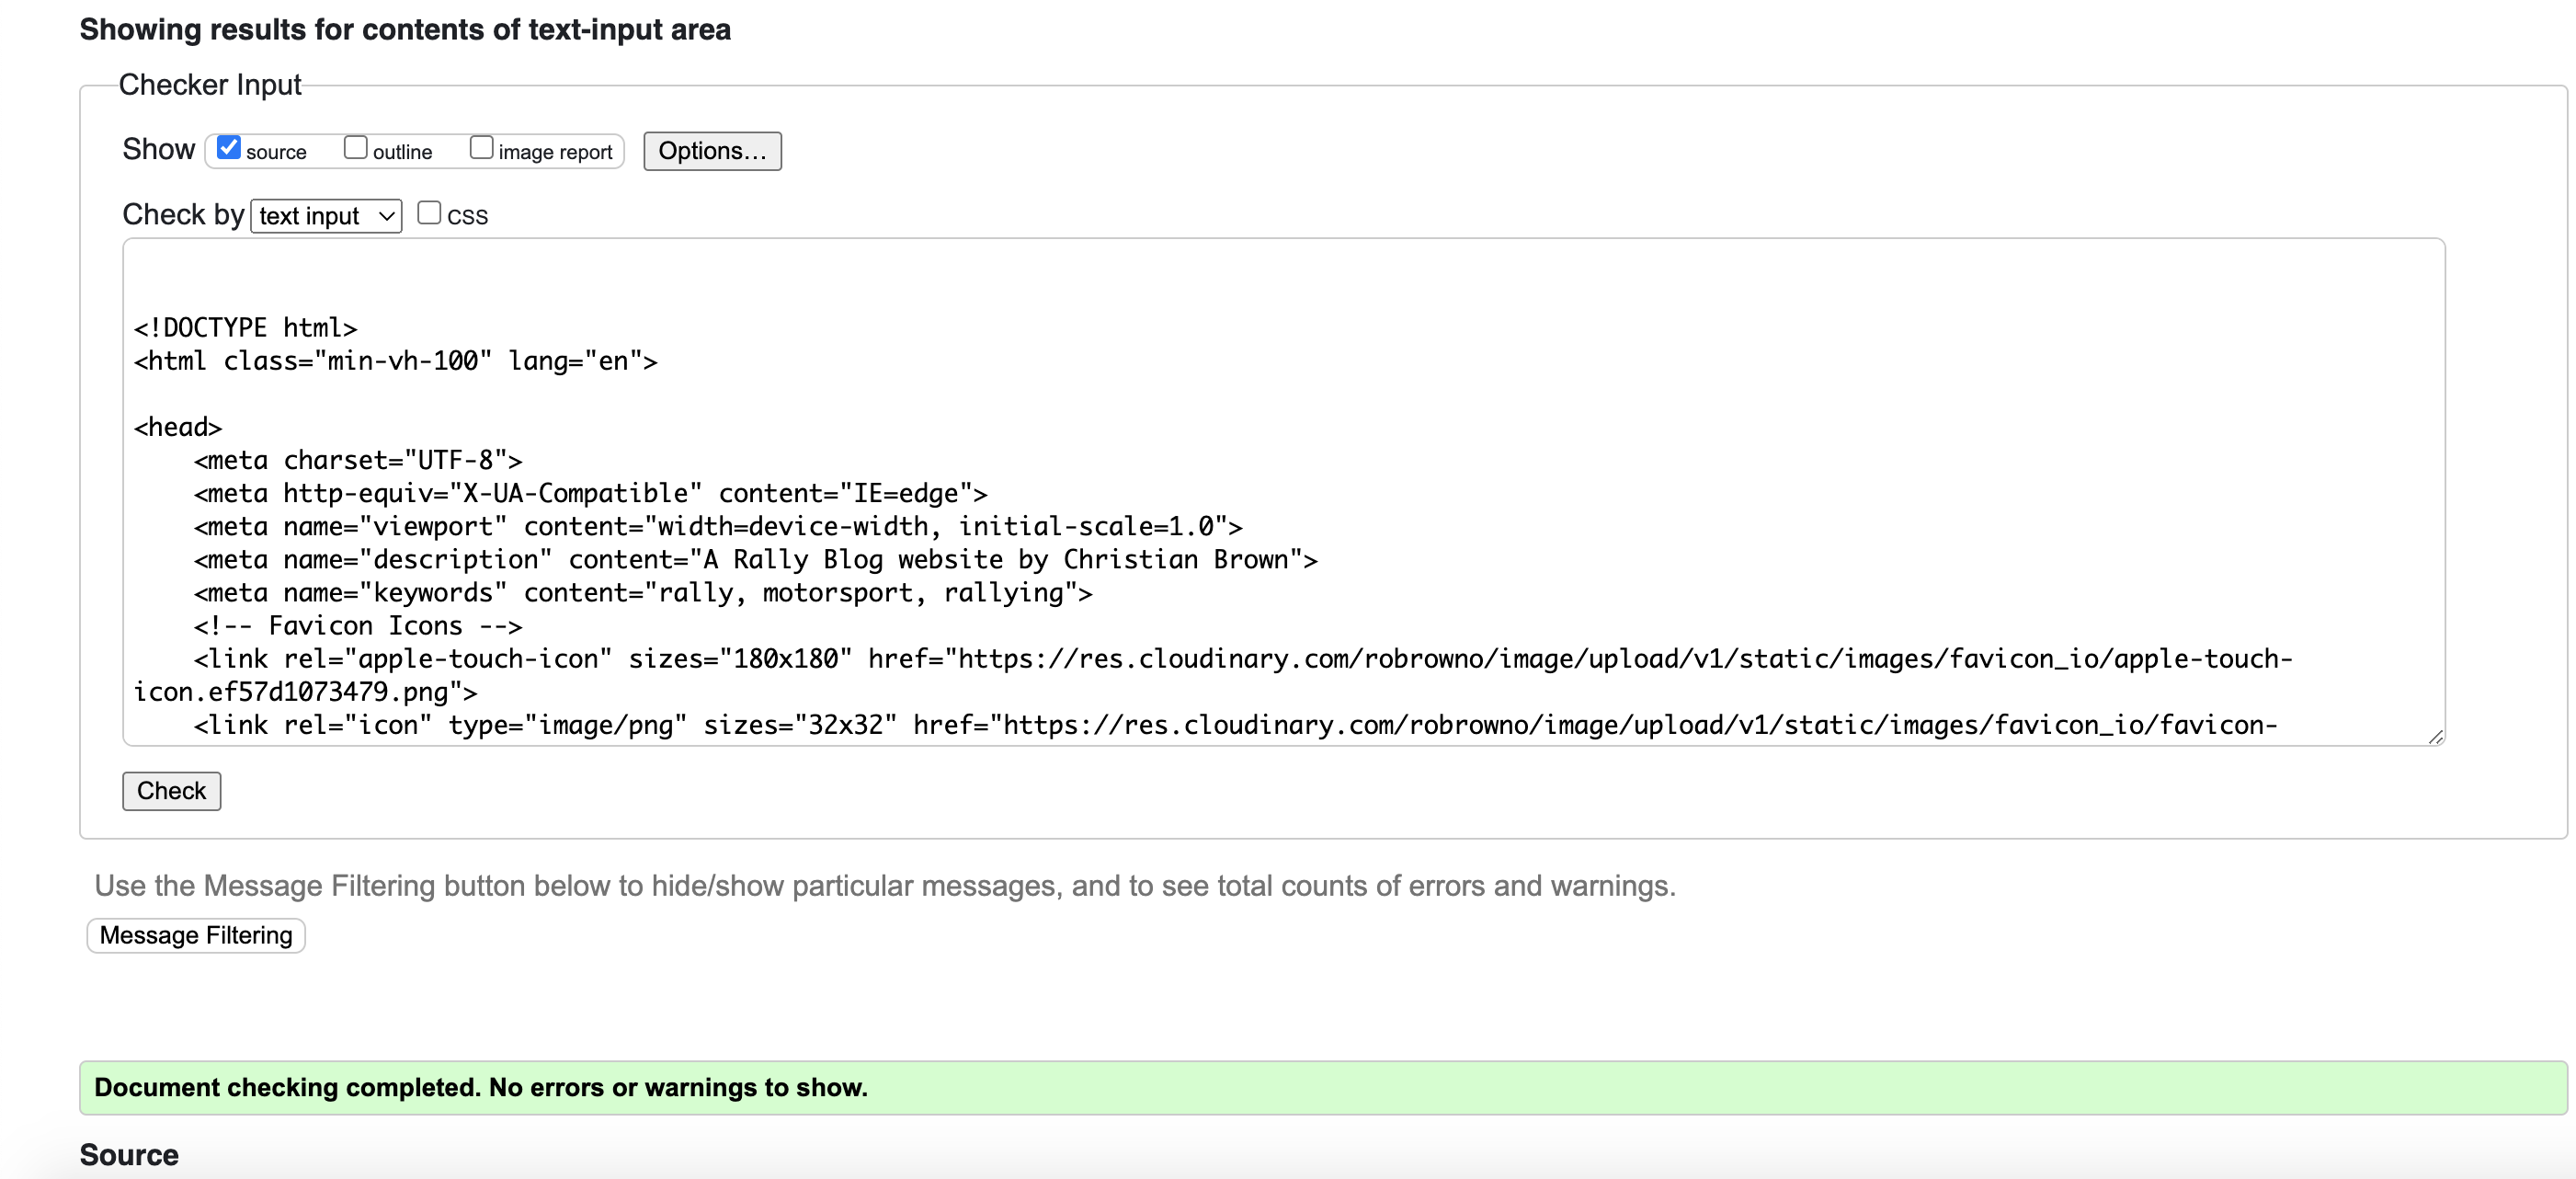 Showing results for contents of text-input area
Checker Input
Show source outline image report Options...
Check by text input css
<!DOCTYPE html>
<html class="min-vh-100" lang="en">
<head>
    <meta charset="UTF-8">
    <meta http-equiv="X-UA-Compatible" content="IE=edge">
    <meta name="viewport" content="width=device-width, initial-scale=1.0">
    <meta name="description" content="A Rally Blog website by Christian Brown">
    <meta name="keywords" content="rally, motorsport, rallying">
    <!-- Favicon Icons -->
    <link rel="apple-touch-icon" sizes="180x180" href="https://res.cloudinary.com/robrowno/image/upload/v1/static/images/favicon_io/apple-touch-
icon.ef57d1073479.png">
    <link rel="icon" type="image/png" sizes="32x32" href="https://res.cloudinary.com/robrowno/image/upload/v1/static/images/favicon_io/favicon-
Check
Use the Message Filtering button below to hide/show particular messages, and to see total counts of errors and warnings.
Message Filtering
Document checking completed. No errors or warnings to show.
Source